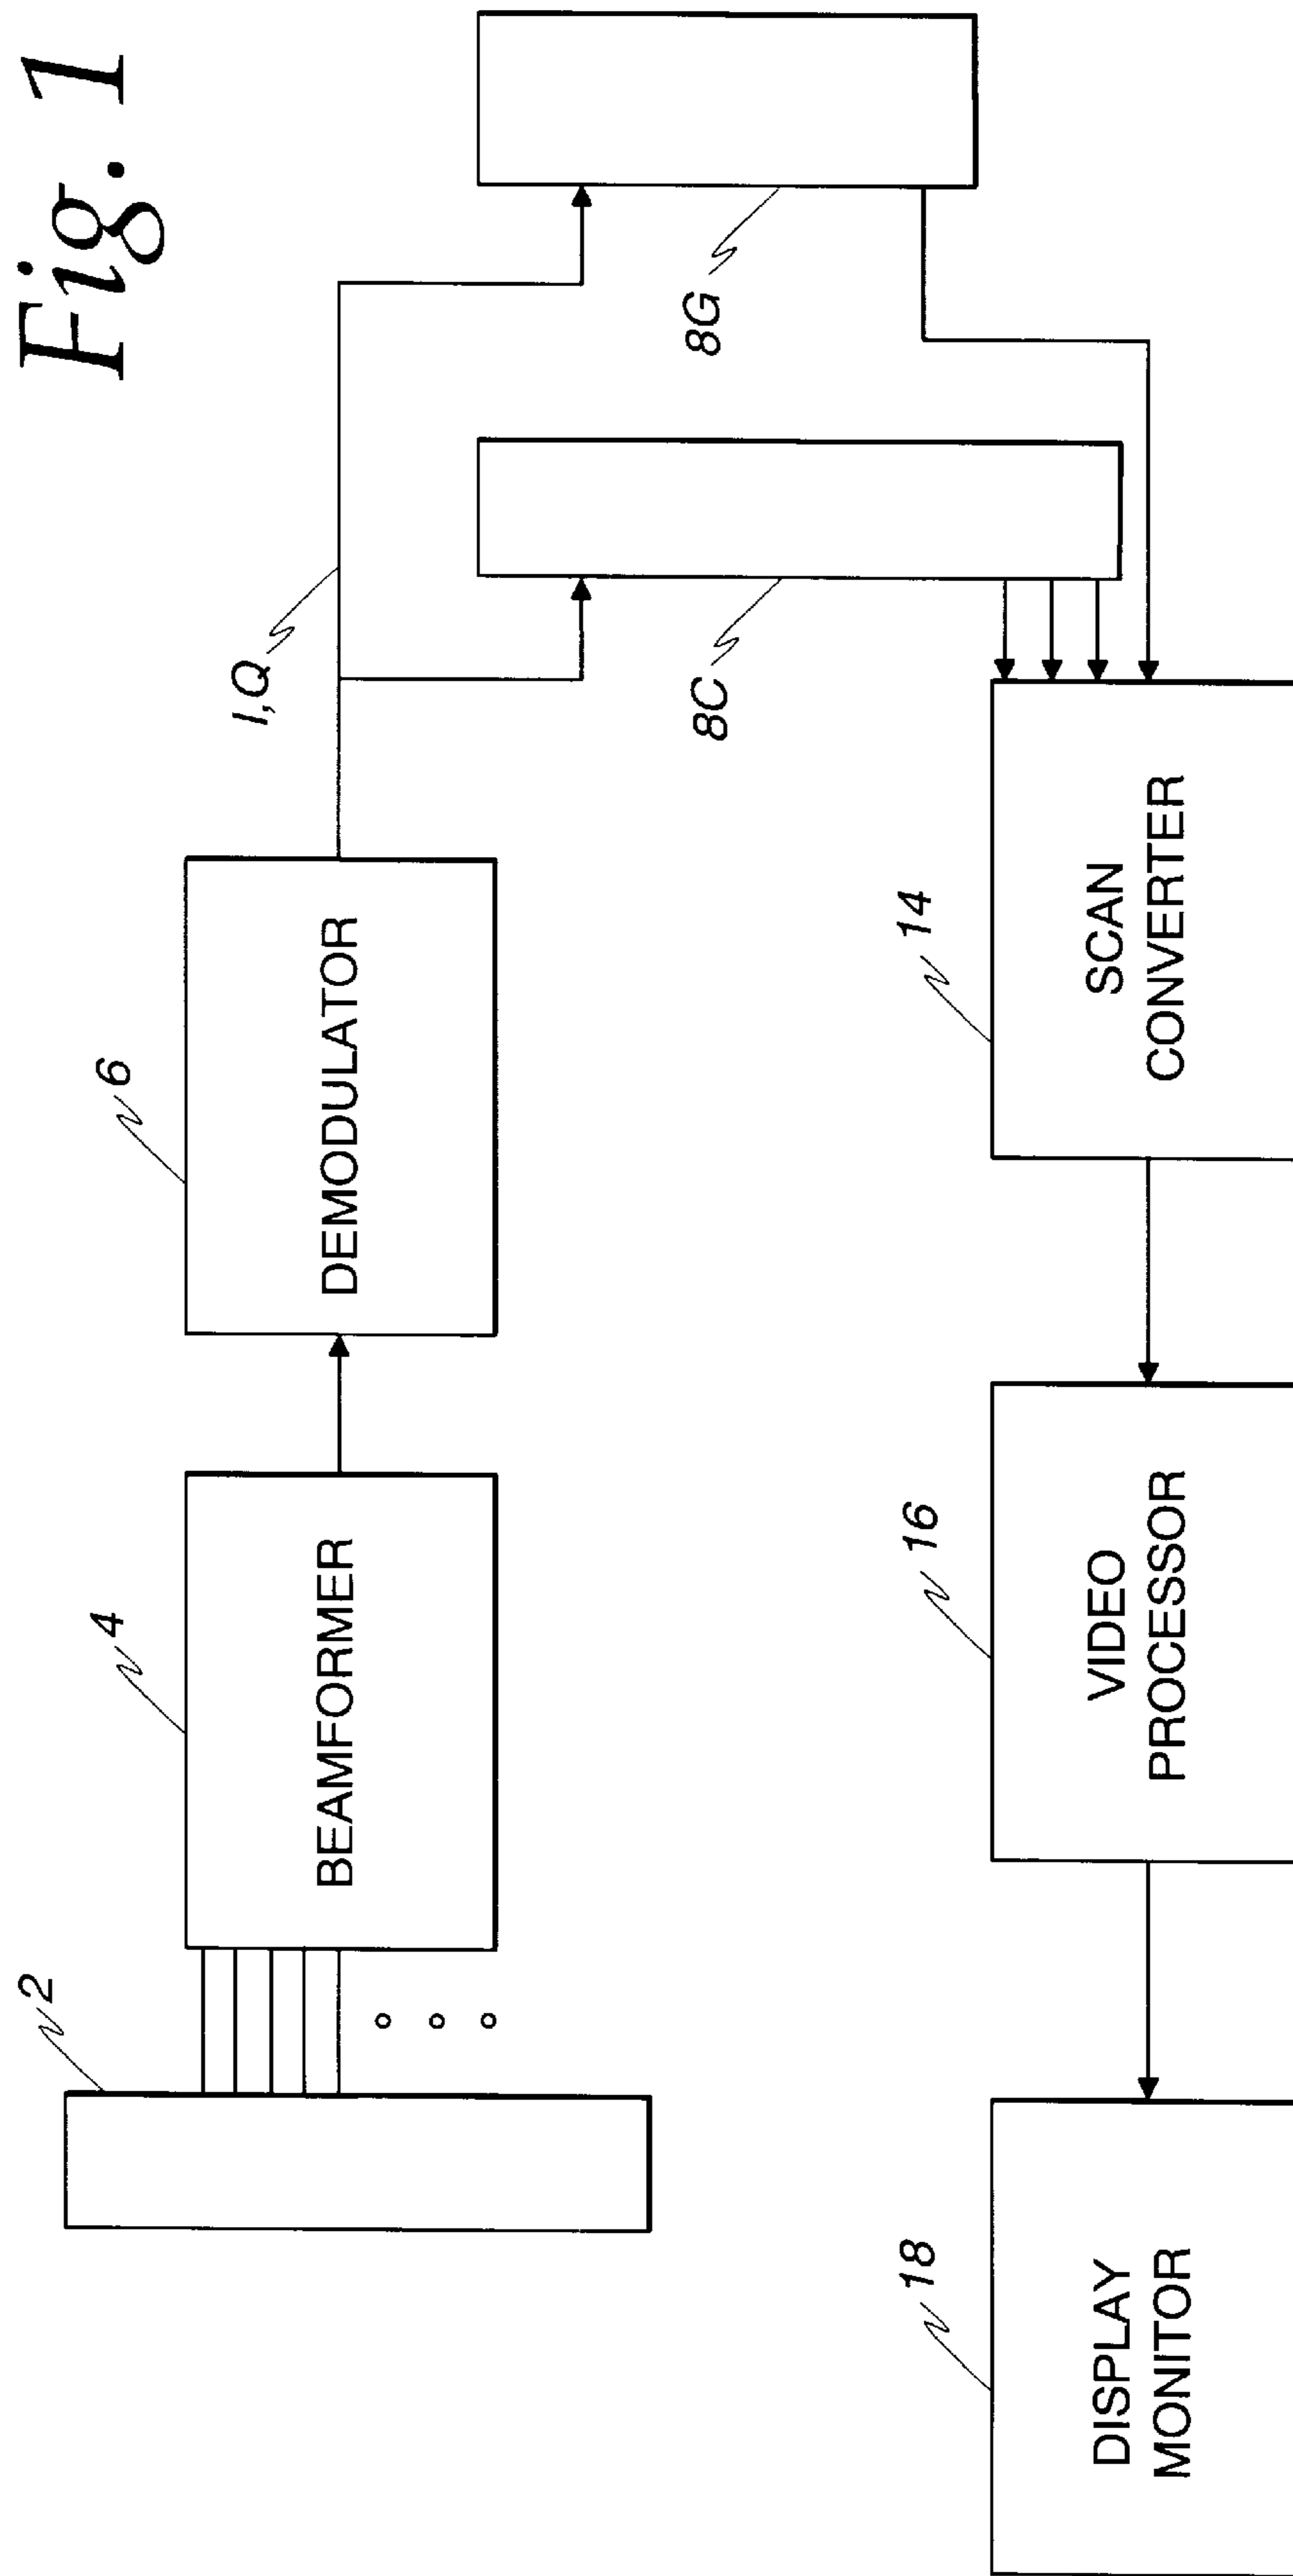 Fig. 1
2
4
BEAMFORMER
6
DEMODULATOR
I,Q
8G
8C
18
DISPLAY
MONITOR
16
VIDEO
PROCESSOR
14
SCAN
CONVERTER